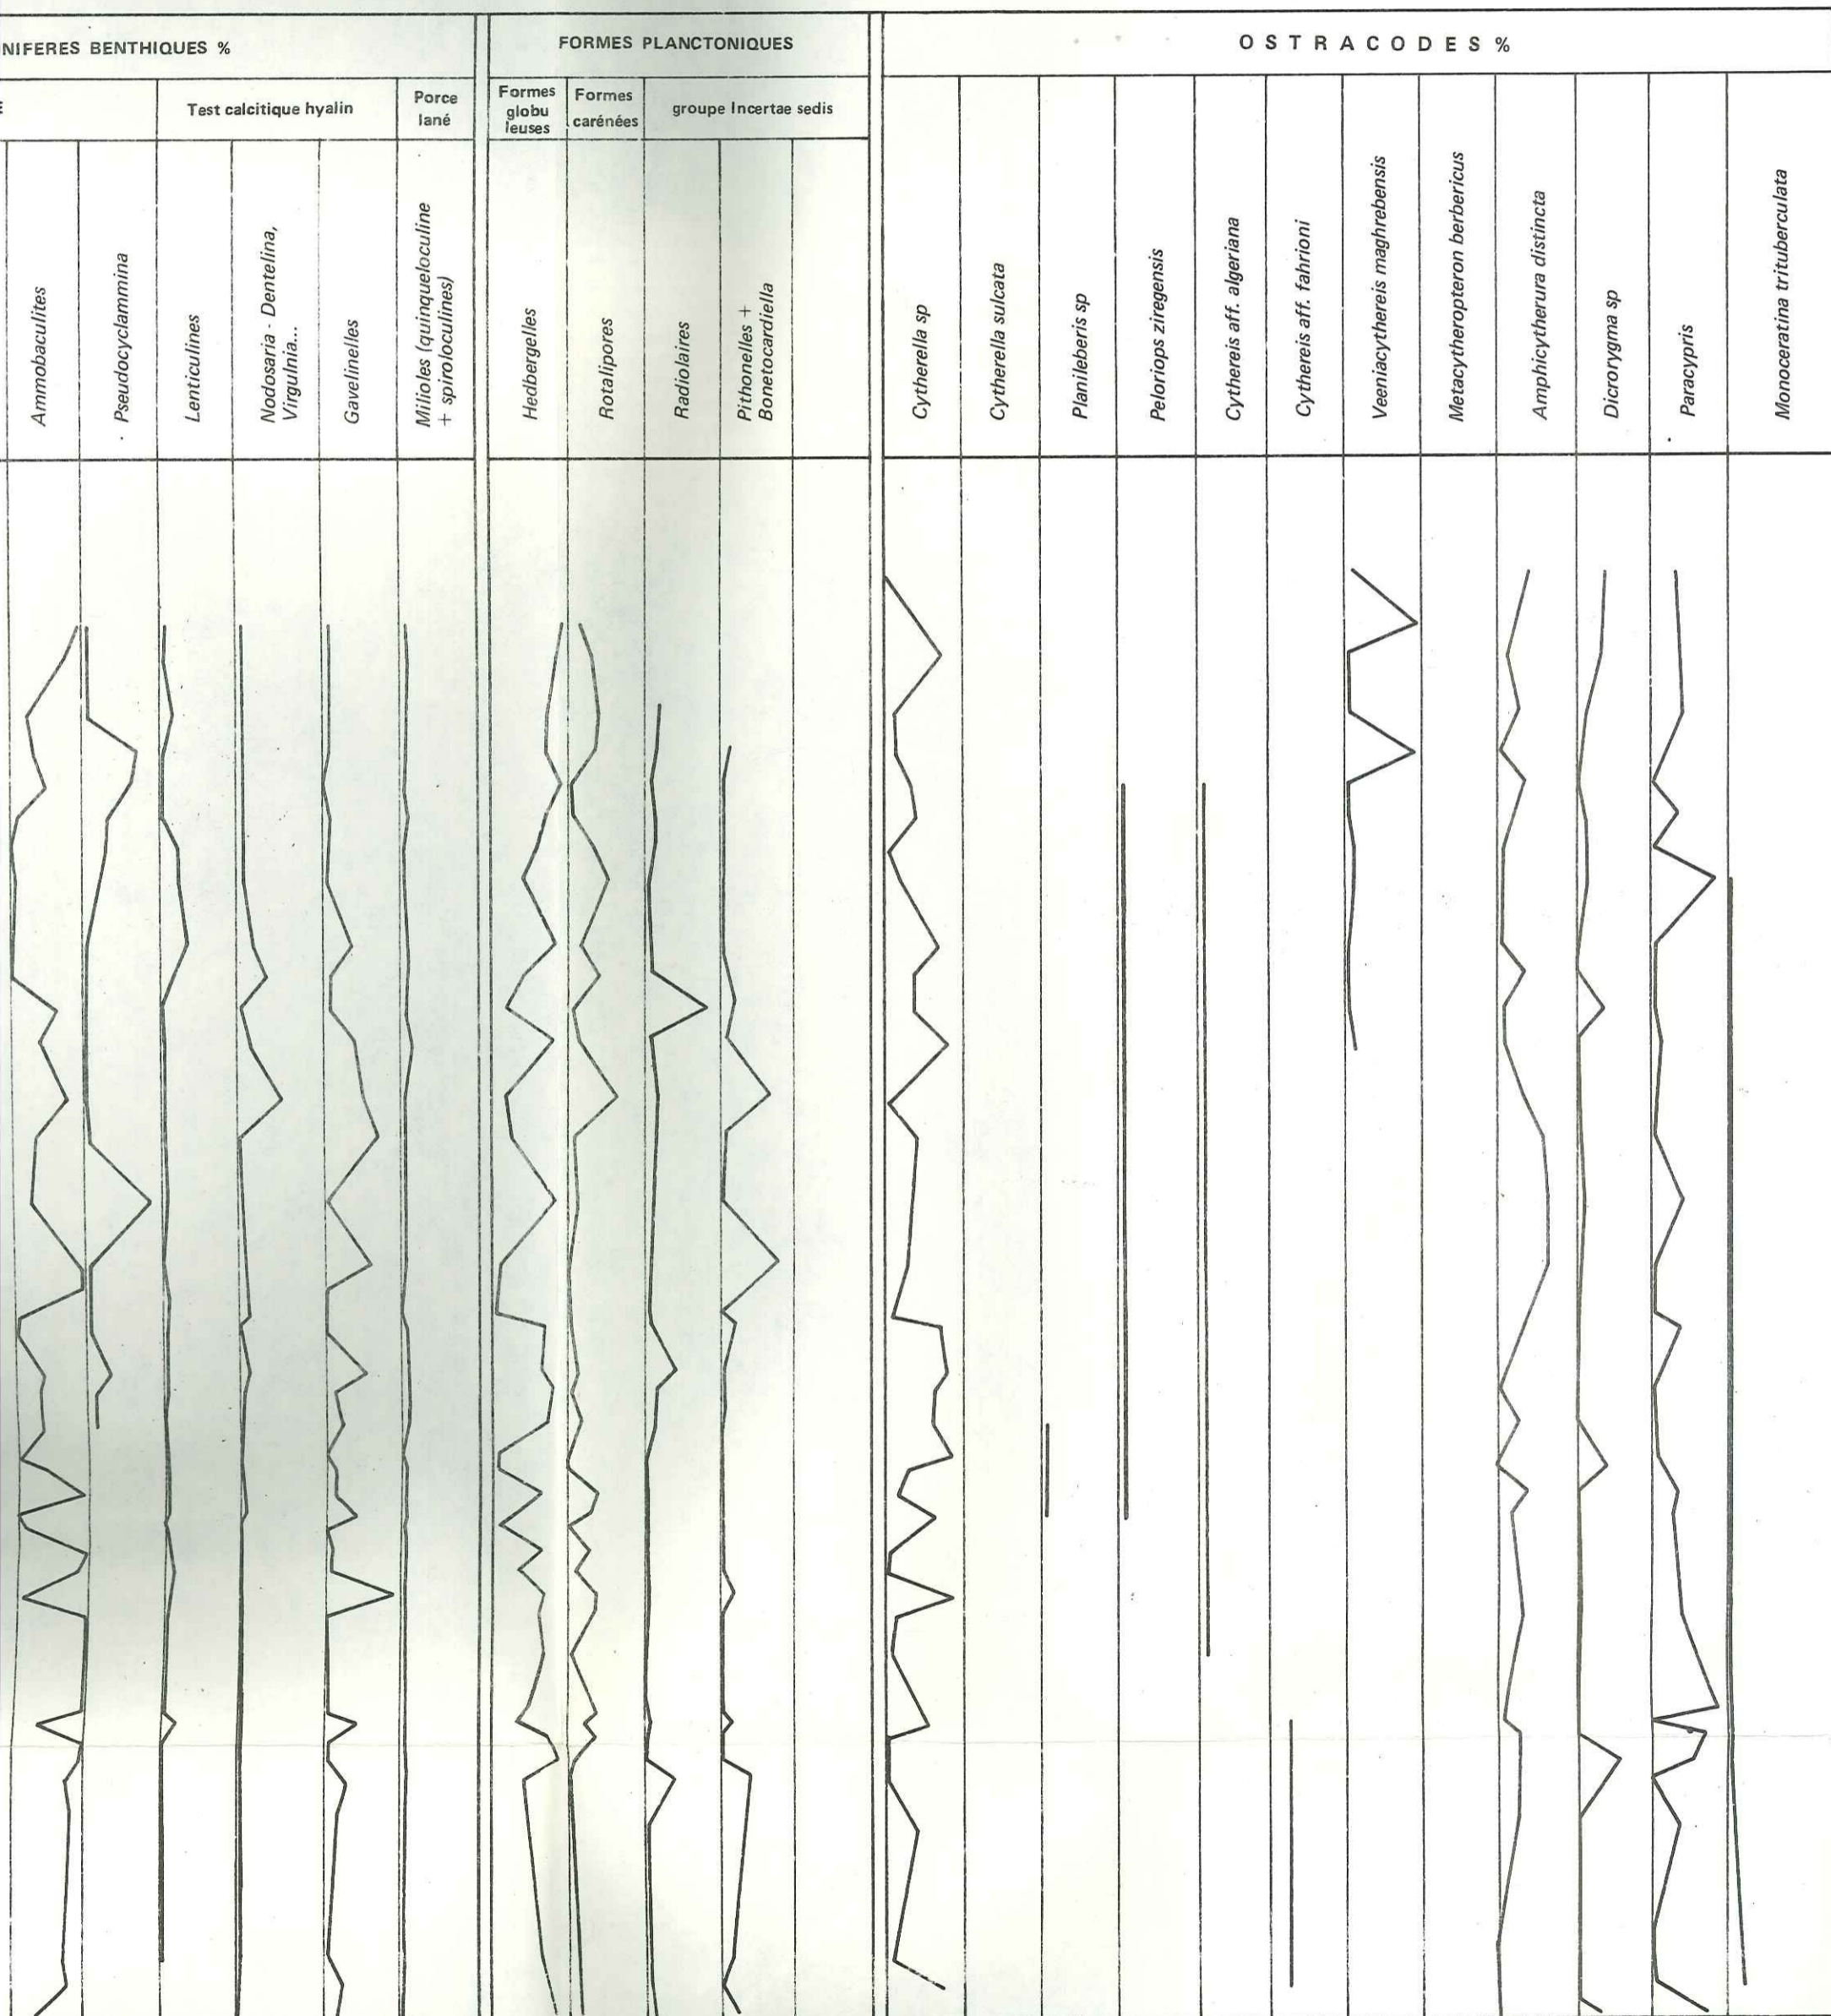 NIFERES BENTHIQUES %
FORMES PLANCTONIQUES
OSTRACODES %
Test calcitique hyalin
Porce
lané
Formes
globu
leuses
Formes
carénées
groupe Incertae sedis
Ammobaculites
Pseudocyclammina
Lenticulines
Nodosaria - Dentelina,
Virgulnia...
Gavelinelles
Milioles (quinqueloculine
+ spiroloculines)
Hedbergelles
Rotalipores
Radiolaires
Pithonelles +
Bonetocardiella
Cytherella sp
Cytherella sulcata
Planileberis sp
Peloriops ziregensis
Cythereis aff. algeriana
Cythereis aff. fahrioni
Veeniacythereis maghrebensis
Metacytheropteron berbericus
Amphicytherura distincta
Dicrorygma sp
Paracypris
Monoceratina trituberculata